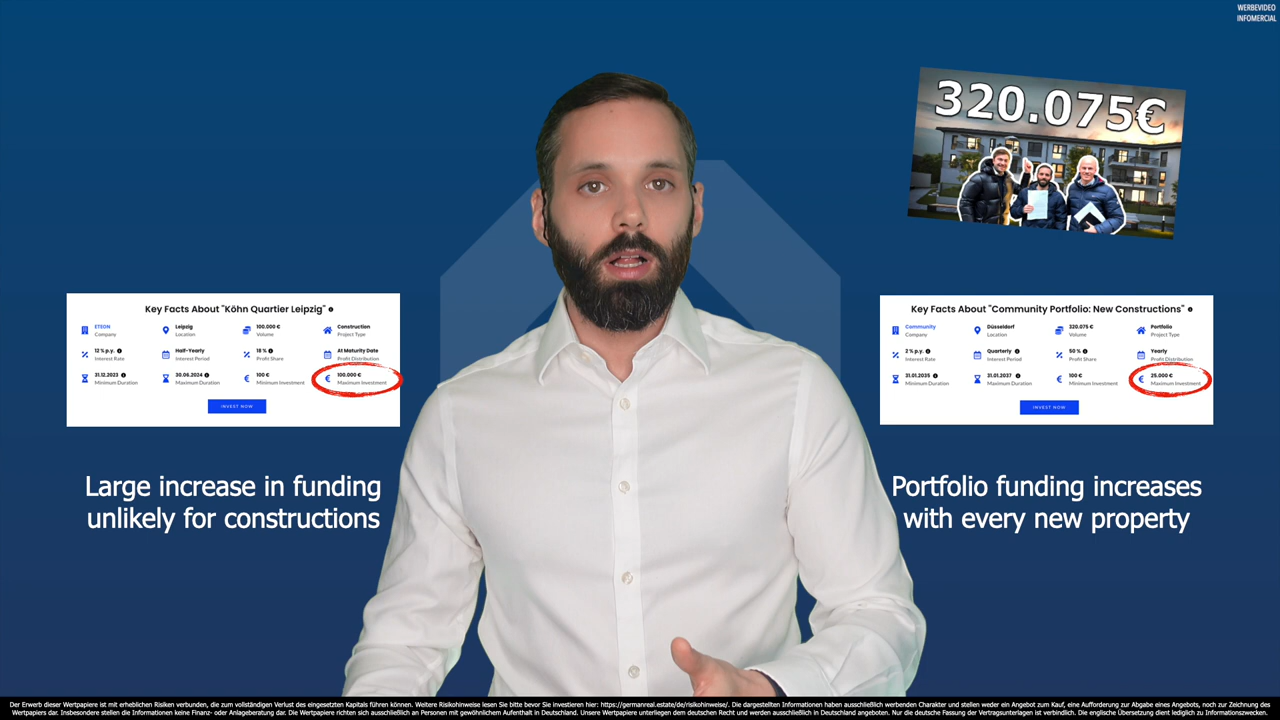 WERBEVIDEO
INFOMERCIAL
320.075€
Key Facts About "Köhn Quartier Leipzig"
ETEON
Company
Leipzig
Location
100.000 €
Volume
Construction
Project Type
12 % p.y.
Interest Rate
Half-Yearly
Interest Period
18 %
Profit Share
At Maturity Date
Profit Distribution
31.12.2023
Minimum Duration
30.06.2024
Maximum Duration
100 €
Minimum Investment
100.000 €
Maximum Investment
INVEST NOW
Key Facts About "Community Portfolio: New Constructions"
Community
Company
Düsseldorf
Location
320.075 €
Volume
Portfolio
Project Type
2 % p.y.
Interest Rate
Quarterly
Interest Period
50 %
Profit Share
Yearly
Profit Distribution
31.01.2035
Minimum Duration
31.01.2037
Maximum Duration
100 €
Minimum Investment
25.000 €
Maximum Investment
INVEST NOW
Large increase in funding
unlikely for constructions
Portfolio funding increases
with every new property
Der Erwerb dieser Wertpapiere ist mit erheblichen Risiken verbunden, die zum vollständigen Verlust des eingesetzten Kapitals führen können. Weitere Risikohinweise lesen Sie bitte bevor Sie investieren hier: https://germanreal.estate/de/risikohinweise/. Die dargestellten Informationen haben ausschließlich werbenden Charakter und stellen weder ein Angebot zum Kauf, eine Aufforderung zur Abgabe eines Angebots, noch zur Zeichnung des
Wertpapiers dar. Insbesondere stellen die Informationen keine Finanz- oder Anlageberatung dar. Die Wertpapiere richten sich ausschließlich an Personen mit gewöhnlichem Aufenthalt in Deutschland. Unsere Wertpapiere unterliegen dem deutschen Recht und werden ausschließlich in Deutschland angeboten. Nur die deutsche Fassung der Vertragsunterlagen ist verbindlich. Die englische Übersetzung dient lediglich zu Informationszwecken.